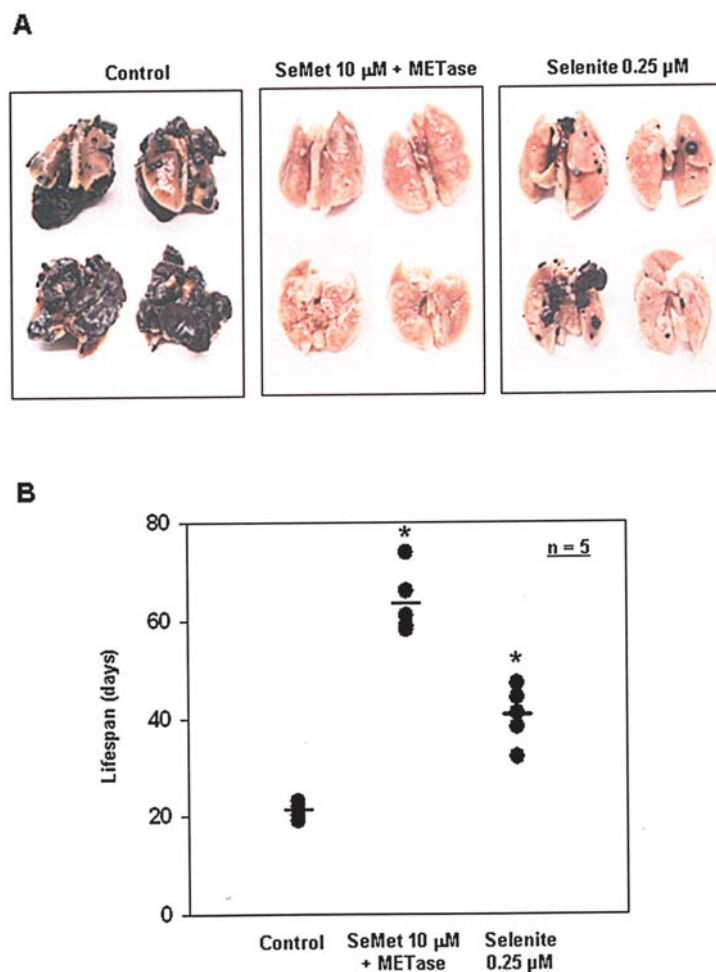 A
Control
SeMet 10 μM + METase
Selenite 0.25 μM
B
80
60
40
20
0
Lifespan (days)
*
*
n = 5
Control
SeMet 10 μM
+ METase
Selenite
0.25 μM